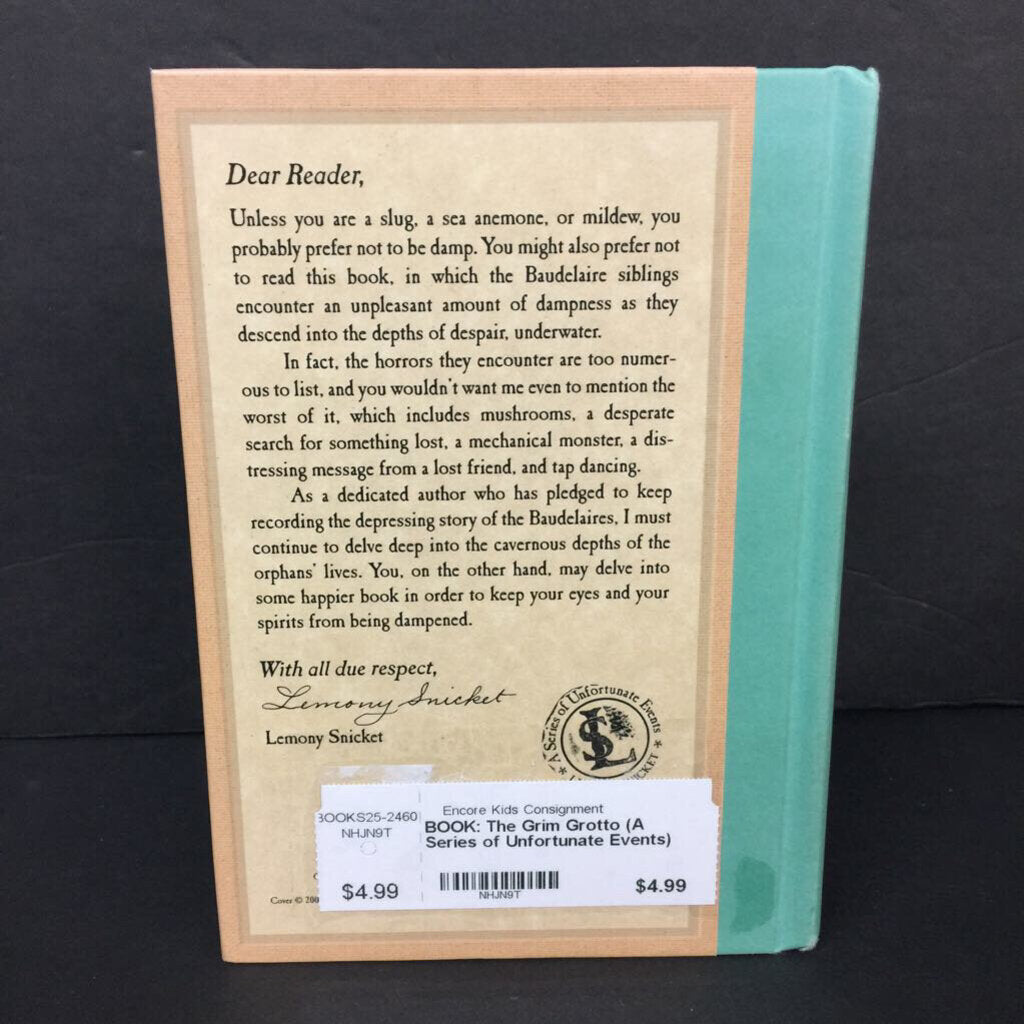 Dear Reader,
Unless you are a slug, a sea anemone, or mildew, you
probably prefer not to be damp. You might also prefer not
to read this book, in which the Baudelaire siblings
encounter an unpleasant amount of dampness as they
descend into the depths of despair, underwater.
In fact, the horrors they encounter are too numer-
ous to list, and you wouldn't want me even to mention the
worst of it, which includes mushrooms, a desperate
search for something lost, a mechanical monster, a dis-
tressing message from a lost friend, and tap dancing.
As a dedicated author who has pledged to keep
recording the depressing story of the Baudelaires, I must
continue to delve deep into the cavernous depths of the
orphans' lives. You, on the other hand, may delve into
some happier book in order to keep your eyes and your
spirits from being dampened.
With all due respect,
Lemony Snicket
Lemony Snicket
* A Series of Unfortunate Events *
LS
BOOKS25-2460
NHJN9T
$4.99
Encore Kids Consignment
BOOK: The Grim Grotto (A
Series of Unfortunate Events)
NHJN9T
$4.99
Cover ©